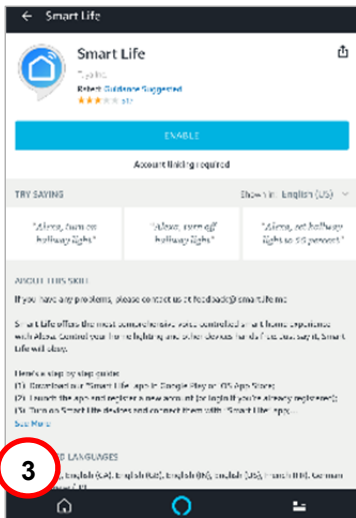 Smart Life
Smart Life
Tuya Inc.
Rated: Guidance Suggested
ENABLE
Account linking required
TRY SAYING
Shown in: English (US)
"Alexa, turn on
hallway light"
"Alexa, turn off
hallway light"
"Alexa, set hallway
light to 50 percent"
ABOUT THIS SKILL
If you have any problems, please contact us at feedback@smartlife.me
Smart Life offers the most comprehensive voice controlled smart home experience
with Alexa. Control your home lighting and other devices hands free. Just say it, Smart
Life will obey.
Here's a step by step guide:
(1) Download our "Smart Life" app in Google Play or iOS App Store;
(2) Launch the app and register a new account (or login if you're already registered);
(3) Turn on Smart Life devices and connect them with "Smart Life" app;...
See More
LANGUAGES
English (CA), English (GB), English (IN), English (US), French (FR), German
3